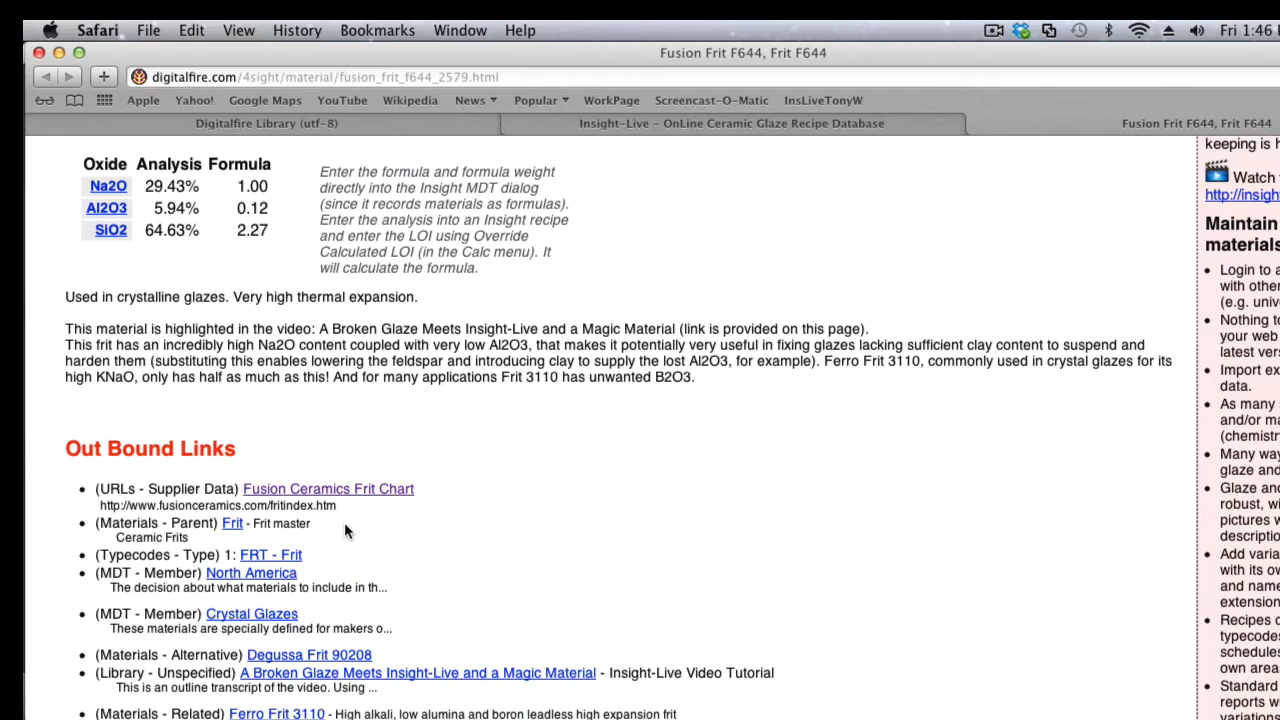 Safari File Edit View History Bookmarks Window Help Fri 1:46
Fusion Frit F644, Frit F644
digitalfire.com/4sight/material/fusion_frit_f644_2579.html
Apple Yahoo! Google Maps YouTube Wikipedia News Popular WorkPage Screencast-O-Matic InsLiveTonyW
Digitalfire Library (utf-8) Insight-Live - OnLine Ceramic Glaze Recipe Database Fusion Frit F644, Frit F644
Oxide Analysis Formula
Na2O 29.43% 1.00
Al2O3 5.94% 0.12
SiO2 64.63% 2.27
Enter the formula and formula weight
directly into the Insight MDT dialog
(since it records materials as formulas).
Enter the analysis into an Insight recipe
and enter the LOI using Override
Calculated LOI (in the Calc menu). It
will calculate the formula.
Used in crystalline glazes. Very high thermal expansion.
This material is highlighted in the video: A Broken Glaze Meets Insight-Live and a Magic Material (link is provided on this page).
This frit has an incredibly high Na2O content coupled with very low Al2O3, that makes it potentially very useful in fixing glazes lacking sufficient clay content to suspend and
harden them (substituting this enables lowering the feldspar and introducing clay to supply the lost Al2O3, for example). Ferro Frit 3110, commonly used in crystal glazes for its
high KNaO, only has half as much as this! And for many applications Frit 3110 has unwanted B2O3.
Out Bound Links
(URLs - Supplier Data) Fusion Ceramics Frit Chart
http://www.fusionceramics.com/fritindex.htm
(Materials - Parent) Frit - Frit master
Ceramic Frits
(Typecodes - Type) 1: FRT - Frit
(MDT - Member) North America
The decision about what materials to include in th...
(MDT - Member) Crystal Glazes
These materials are specially defined for makers o...
(Materials - Alternative) Degussa Frit 90208
(Library - Unspecified) A Broken Glaze Meets Insight-Live and a Magic Material - Insight-Live Video Tutorial
This is an outline transcript of the video. Using ...
(Materials - Related) Ferro Frit 3110 - High alkali, low alumina and boron leadless high expansion frit
keeping is h
Watch
http://insigh
Maintain
materials
Login to a
with other
(e.g. univ
Nothing to
your web
latest vers
Import ex
data.
As many
and/or ma
(chemistr
Many way
glaze and
Glaze and
robust, wi
pictures w
descriptio
Add varia
with its ow
and name
extension
Recipes c
typecodes
schedules
own area
Standard
reports w
variation